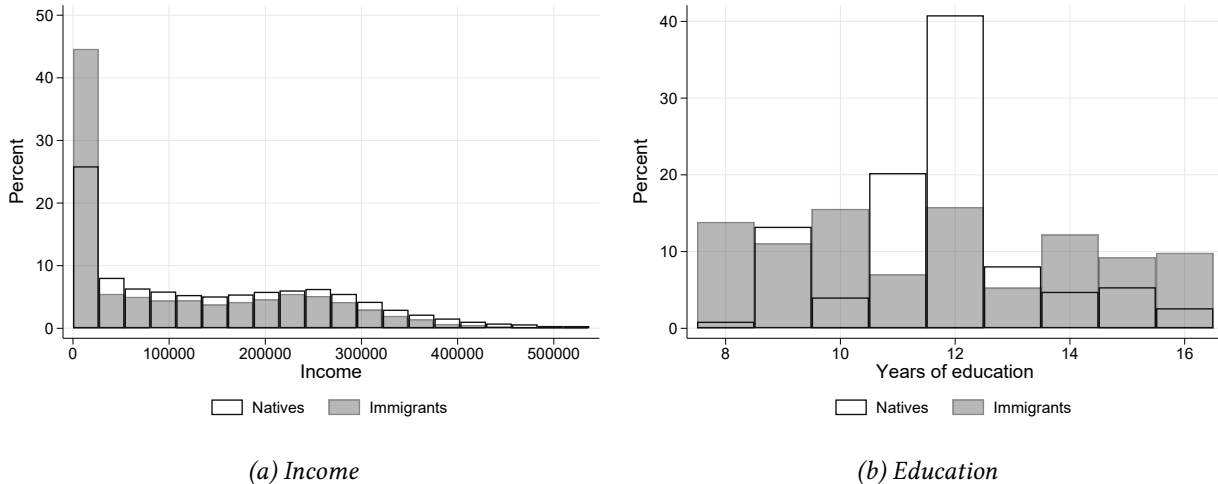 50
40
30
20
10
0
Percent
0 100000 200000 300000 400000 500000
Income
Natives Immigrants
(a) Income
40
30
20
10
0
Percent
8 10 12 14 16
Years of education
Natives Immigrants
(b) Education